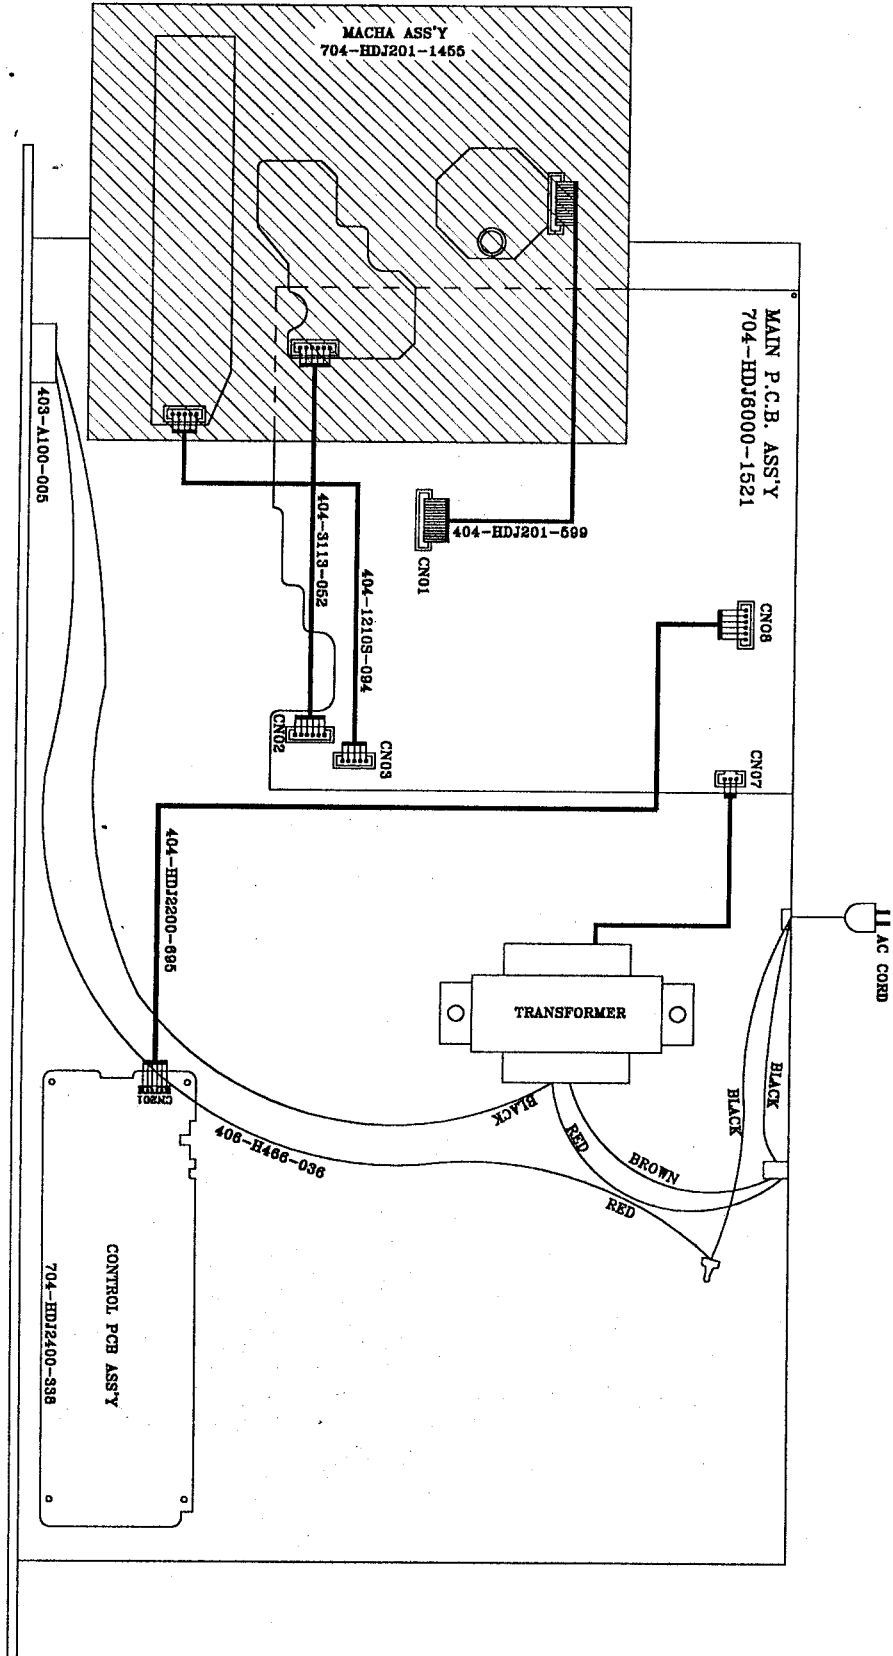 MACHA ASS'Y
704-HDJ201-1455
MAIN P.C.B. ASS'Y
704-HDJ6000-1521
403-A100-005
404-3113-052
404-1210S-094
404-HDJ201-599
CN01
CN08
CN02
CN03
CN07
404-HDJ2200-695
AC CORD
TRANSFORMER
BLACK
BLACK
BLACK
RED
BROWN
RED
CN201
406-H466-036
CONTROL PCB ASS'Y
704-HDJ2400-338